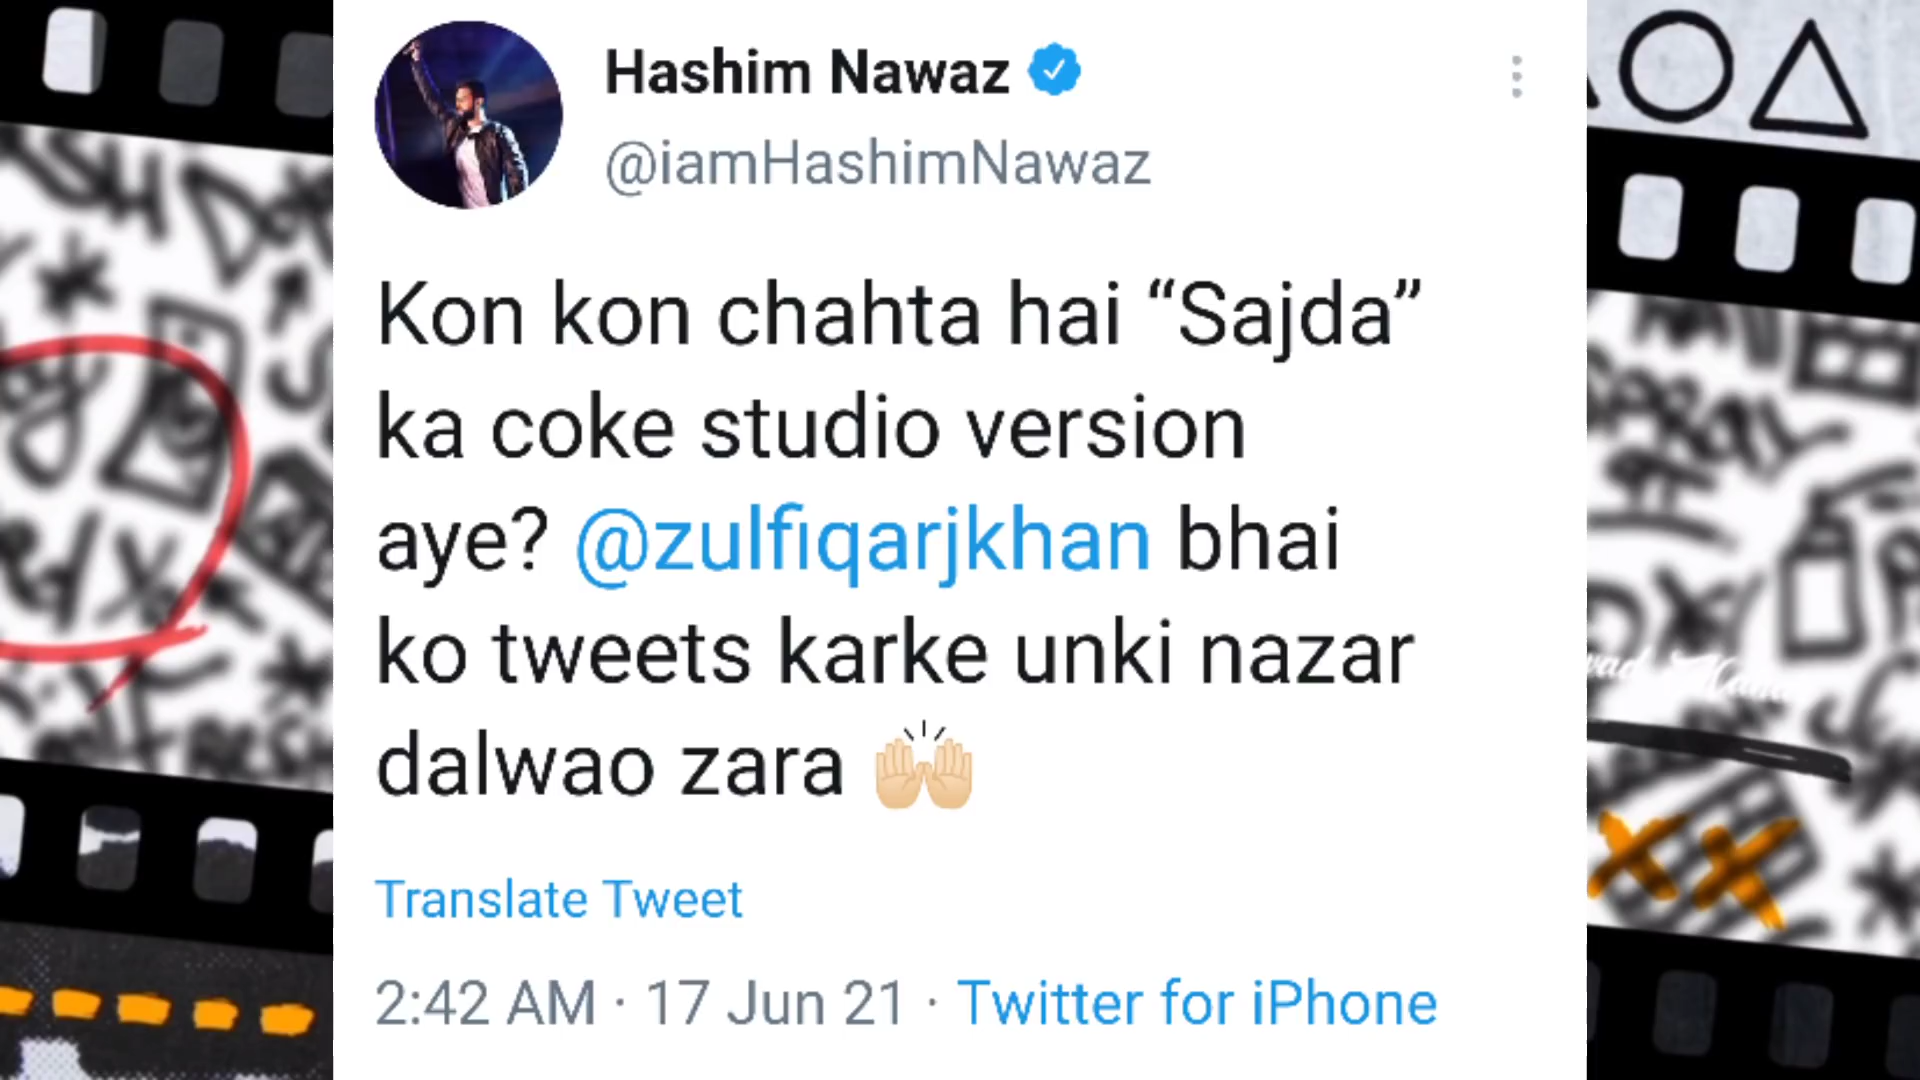 Hashim Nawaz
@iamHashimNawaz
Kon kon chahta hai “Sajda”
ka coke studio version
aye? @zulfiqarjkhan bhai
ko tweets karke unki nazar
dalwao zara 🙌🏻
Translate Tweet
2:42 AM · 17 Jun 21 · Twitter for iPhone